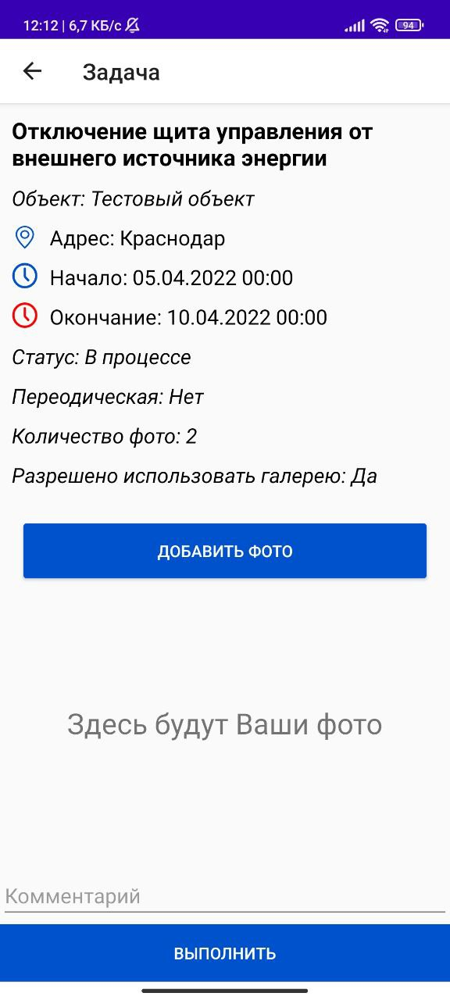 12:12 | 6,7 КБ/с 94
Задача
Отключение щита управления от
внешнего источника энергии
Объект: Тестовый объект
Адрес: Краснодар
Начало: 05.04.2022 00:00
Окончание: 10.04.2022 00:00
Статус: В процессе
Переодическая: Нет
Количество фото: 2
Разрешено использовать галерею: Да
ДОБАВИТЬ ФОТО
Здесь будут Ваши фото
Комментарий
ВЫПОЛНИТЬ